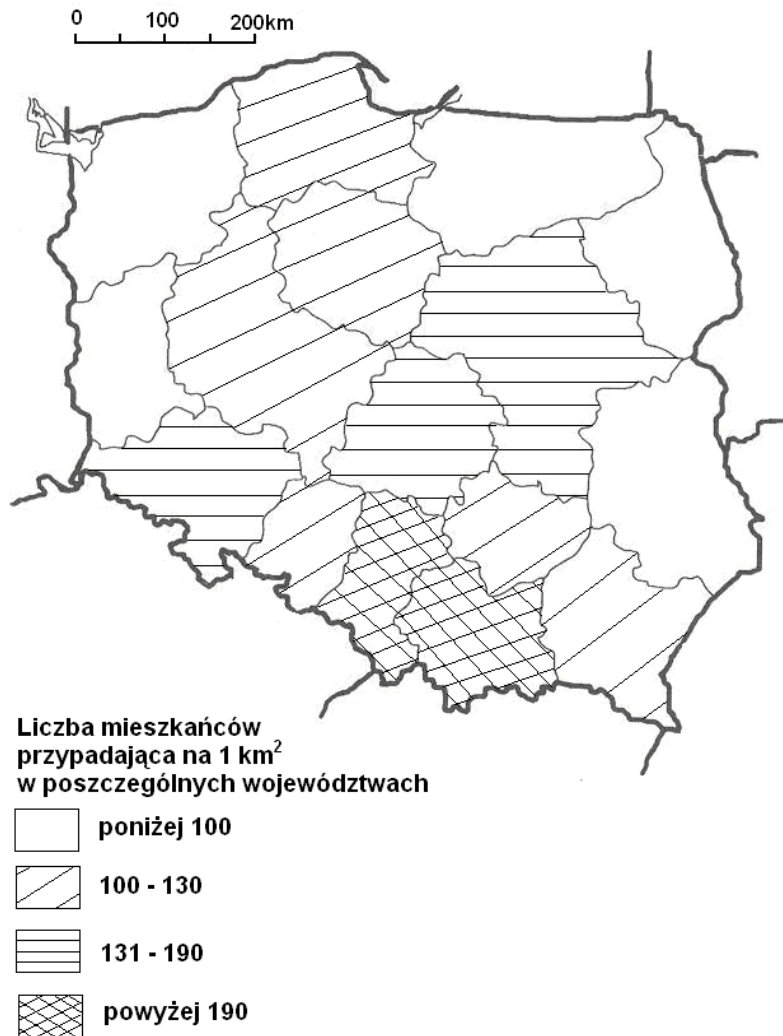 0 100 200km
Liczba mieszkańców
przypadająca na 1 km²
w poszczególnych województwach
poniżej 100
100 - 130
131 - 190
powyżej 190